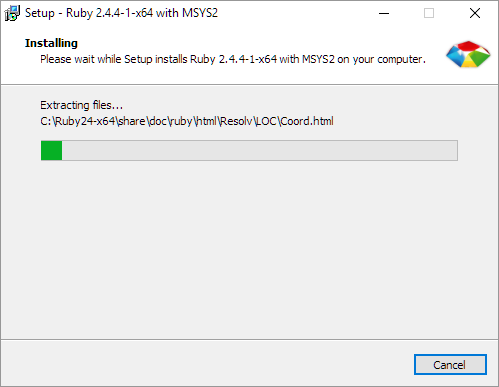 Setup - Ruby 2.4.4-1-x64 with MSYS2
Installing
Please wait while Setup installs Ruby 2.4.4-1-x64 with MSYS2 on your computer.
Extracting files...
C:\Ruby24-x64\share\doc\ruby\html\Resolv\LOC\Coord.html
Cancel